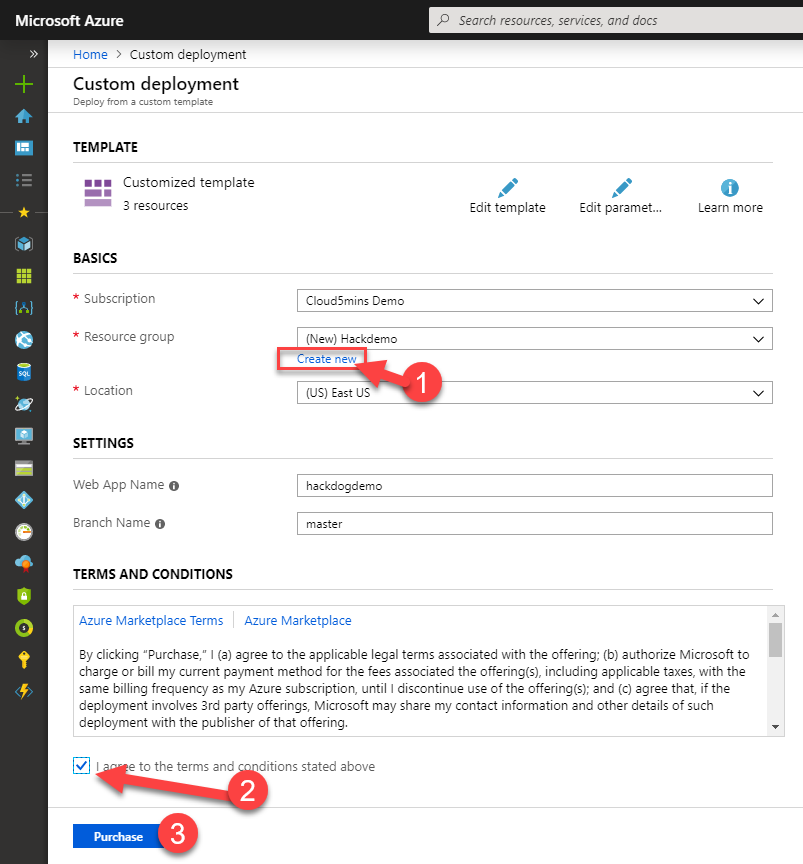 Microsoft Azure
Search resources, services, and docs
»
Home > Custom deployment
Custom deployment
Deploy from a custom template
TEMPLATE
Customized template
3 resources
Edit template
Edit paramet...
Learn more
BASICS
* Subscription
Cloud5mins Demo
* Resource group
(New) Hackdemo
Create new
1
* Location
(US) East US
SETTINGS
Web App Name
hackdogdemo
Branch Name
master
TERMS AND CONDITIONS
Azure Marketplace Terms | Azure Marketplace
By clicking “Purchase,” I (a) agree to the applicable legal terms associated with the offering; (b) authorize Microsoft to
charge or bill my current payment method for the fees associated the offering(s), including applicable taxes, with the
same billing frequency as my Azure subscription, until I discontinue use of the offering(s); and (c) agree that, if the
deployment involves 3rd party offerings, Microsoft may share my contact information and other details of such
deployment with the publisher of that offering.
I agree to the terms and conditions stated above
2
Purchase
3
SQL